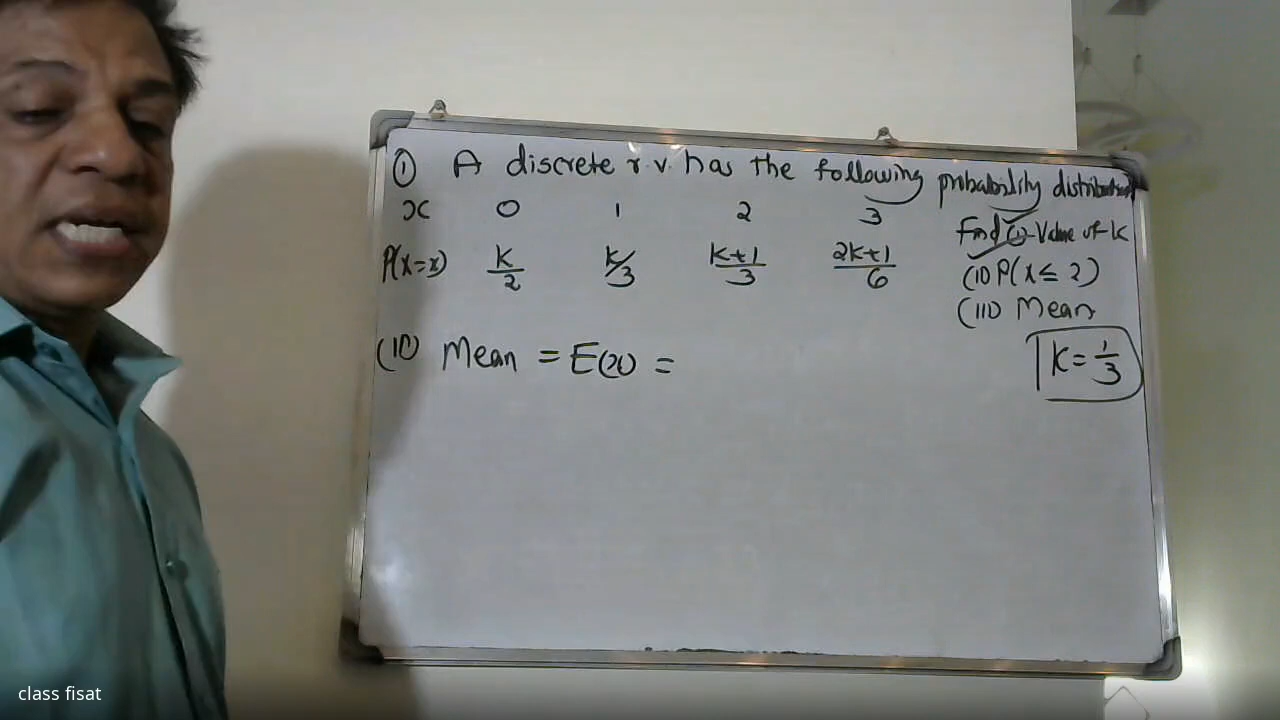 ① A discrete r.v. has the following probability distribution
x 0 1 2 3
Find (i) Value of k
P(X=x) k/2 k/3 k+1/3 2k+1/6
(ii) P(X≤2)
(iii) Mean
(iii) Mean = E(x) =
k = 1/3
class fisat